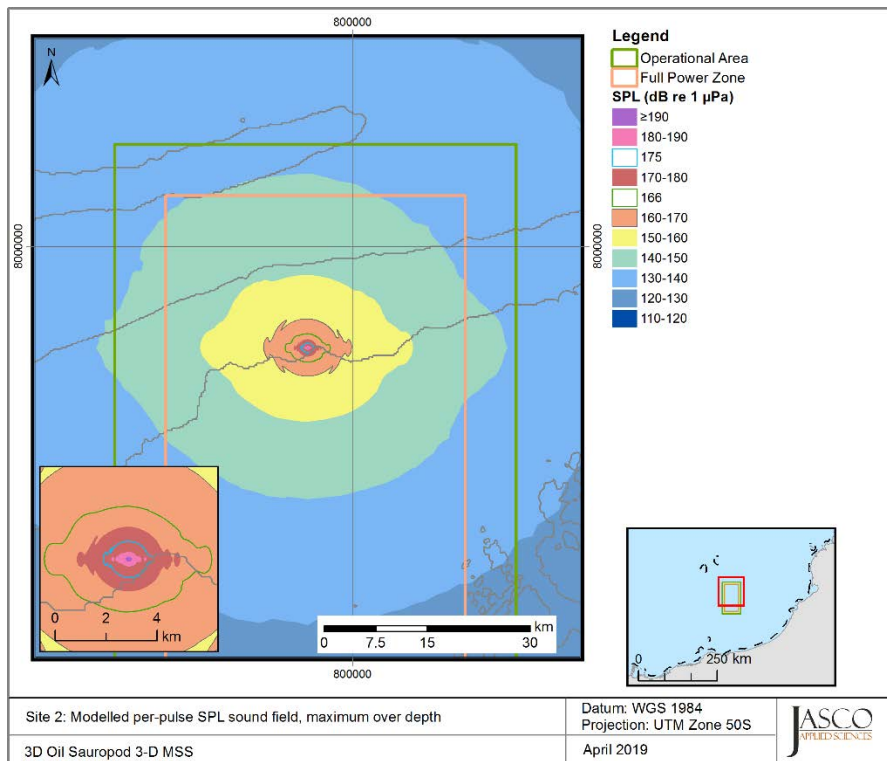 800000
N
8000000
8000000
800000
0 2 4
km
km
0 7.5 15 30
Legend
Operational Area
Full Power Zone
SPL (dB re 1 µPa)
≥190
180-190
175
170-180
166
160-170
150-160
140-150
130-140
120-130
110-120
0 250 km
Site 2: Modelled per-pulse SPL sound field, maximum over depth
3D Oil Sauropod 3-D MSS
Datum: WGS 1984
Projection: UTM Zone 50S
April 2019
JASCO
APPLIED SCIENCES